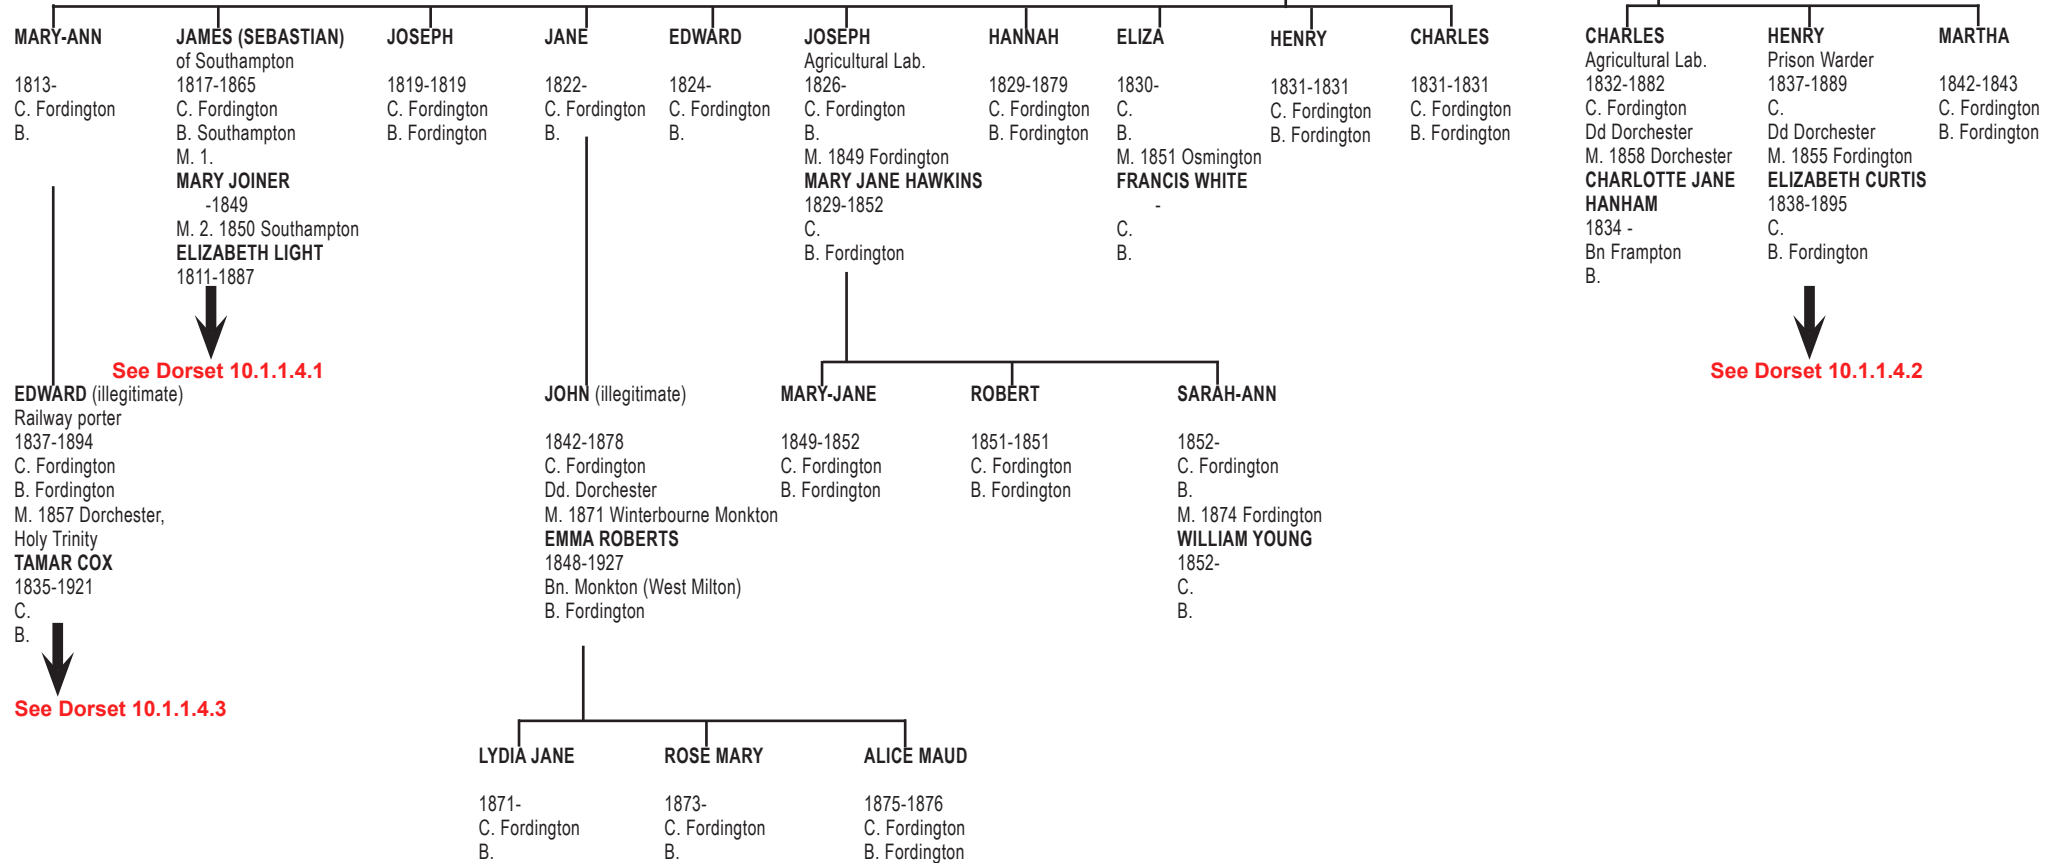 MARY-ANN
1813-
C. Fordington
B.
JAMES (SEBASTIAN)
of Southampton
1817-1865
C. Fordington
B. Southampton
M. 1.
MARY JOINER
-1849
M. 2. 1850 Southampton
ELIZABETH LIGHT
1811-1887
See Dorset 10.1.1.4.1
JOSEPH
1819-1819
C. Fordington
B. Fordington
JANE
1822-
C. Fordington
B.
EDWARD
1824-
C. Fordington
B.
JOSEPH
Agricultural Lab.
1826-
C. Fordington
B.
M. 1849 Fordington
MARY JANE HAWKINS
1829-1852
C.
B. Fordington
HANNAH
1829-1879
C. Fordington
B. Fordington
ELIZA
1830-
C.
B.
M. 1851 Osmington
FRANCIS WHITE
-
C.
B.
HENRY
1831-1831
C. Fordington
B. Fordington
CHARLES
1831-1831
C. Fordington
B. Fordington
CHARLES
Agricultural Lab.
1832-1882
C. Fordington
Dd Dorchester
M. 1858 Dorchester
CHARLOTTE JANE
HANHAM
1834 -
Bn Frampton
B.
HENRY
Prison Warder
1837-1889
C.
Dd Dorchester
M. 1855 Fordington
ELIZABETH CURTIS
1838-1895
C.
B. Fordington
See Dorset 10.1.1.4.2
MARTHA
1842-1843
C. Fordington
B. Fordington
EDWARD (illegitimate)
Railway porter
1837-1894
C. Fordington
B. Fordington
M. 1857 Dorchester,
Holy Trinity
TAMAR COX
1835-1921
C.
B.
See Dorset 10.1.1.4.3
JOHN (illegitimate)
1842-1878
C. Fordington
Dd. Dorchester
M. 1871 Winterbourne Monkton
EMMA ROBERTS
1848-1927
Bn. Monkton (West Milton)
B. Fordington
MARY-JANE
1849-1852
C. Fordington
B. Fordington
ROBERT
1851-1851
C. Fordington
B. Fordington
SARAH-ANN
1852-
C. Fordington
B.
M. 1874 Fordington
WILLIAM YOUNG
1852-
C.
B.
LYDIA JANE
1871-
C. Fordington
B.
ROSE MARY
1873-
C. Fordington
B.
ALICE MAUD
1875-1876
C. Fordington
B. Fordington